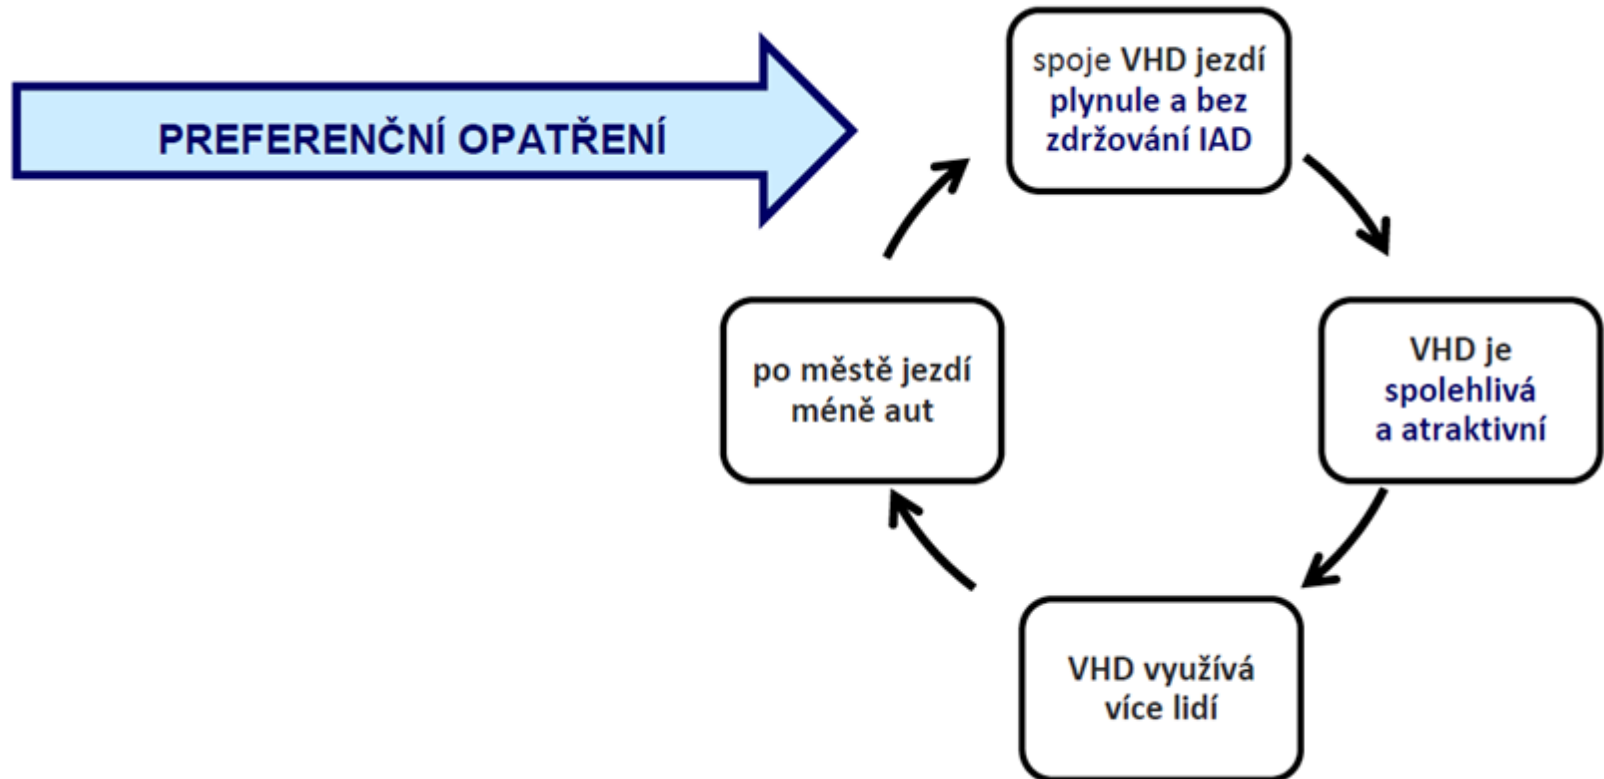 PREFERENČNÍ OPATŘENÍ
spoje VHD jezdí
plynule a bez
zdržování IAD
VHD je
spolehlivá
a atraktivní
VHD využívá
více lidí
po městě jezdí
méně aut